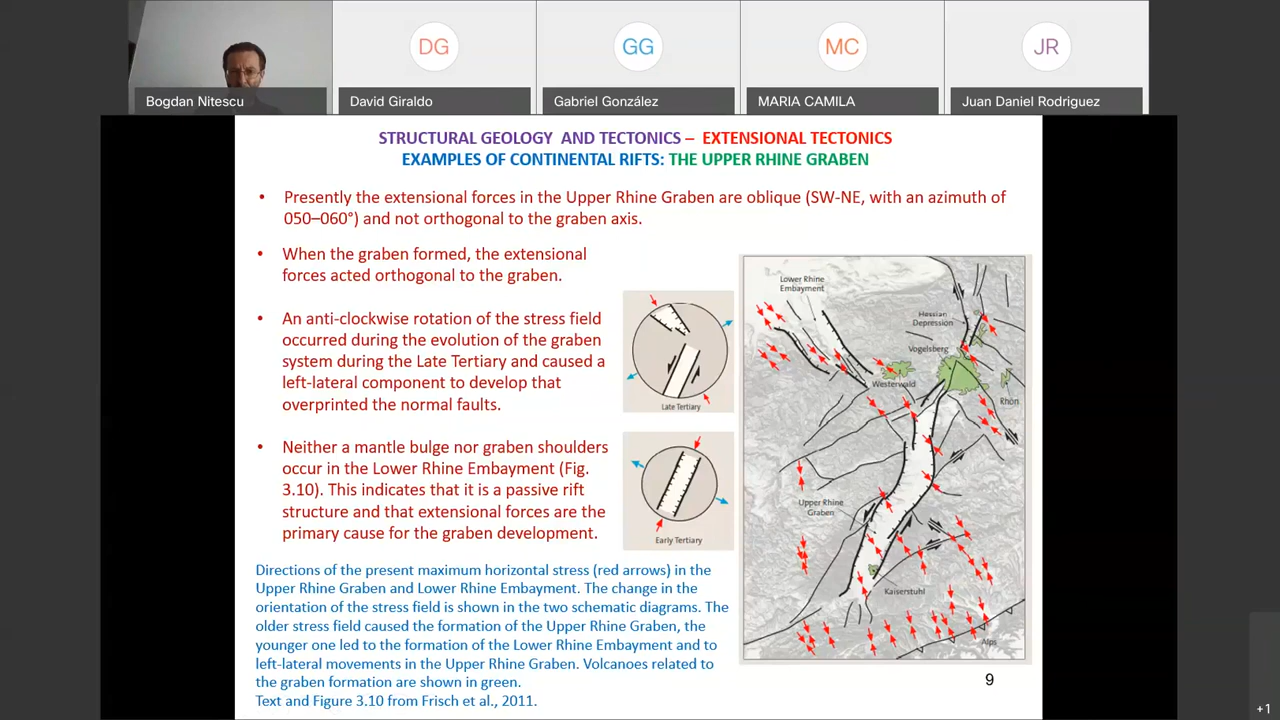 DG
GG
MC
JR
Bogdan Nitescu
David Giraldo
Gabriel González
MARIA CAMILA
Juan Daniel Rodriguez
STRUCTURAL GEOLOGY AND TECTONICS – EXTENSIONAL TECTONICS
EXAMPLES OF CONTINENTAL RIFTS: THE UPPER RHINE GRABEN
• Presently the extensional forces in the Upper Rhine Graben are oblique (SW-NE, with an azimuth of
050–060°) and not orthogonal to the graben axis.
• When the graben formed, the extensional
forces acted orthogonal to the graben.
• An anti-clockwise rotation of the stress field
occurred during the evolution of the graben
system during the Late Tertiary and caused a
left-lateral component to develop that
overprinted the normal faults.
• Neither a mantle bulge nor graben shoulders
occur in the Lower Rhine Embayment (Fig.
3.10). This indicates that it is a passive rift
structure and that extensional forces are the
primary cause for the graben development.
Directions of the present maximum horizontal stress (red arrows) in the
Upper Rhine Graben and Lower Rhine Embayment. The change in the
orientation of the stress field is shown in the two schematic diagrams. The
older stress field caused the formation of the Upper Rhine Graben, the
younger one led to the formation of the Lower Rhine Embayment and to
left-lateral movements in the Upper Rhine Graben. Volcanoes related to
the graben formation are shown in green.
Text and Figure 3.10 from Frisch et al., 2011.
Late Tertiary
Early Tertiary
Lower Rhine
Embayment
Hessian
Depression
Vogelsberg
Westerwald
Rhön
Upper Rhine
Graben
Kaiserstuhl
Alps
9
+1